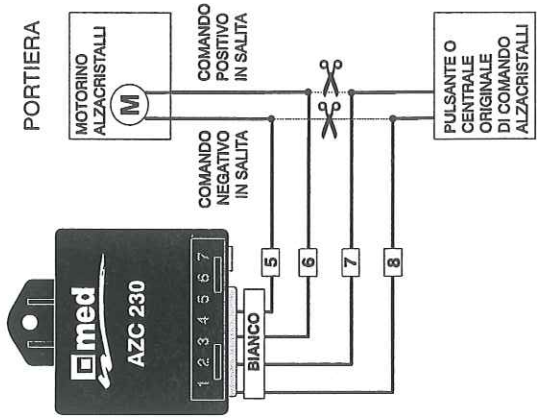 PORTIERA
MOTORINO
ALZACRISTALLI
M
COMANDO
NEGATIVO
IN SALITA
COMANDO
POSITIVO
IN SALITA
med
AZC 230
1 2 3 4 5 6 7
BIANCO
5
6
7
8
PULSANTE O
CENTRALE
ORIGINALE
DI COMANDO
ALZACRISTALLI